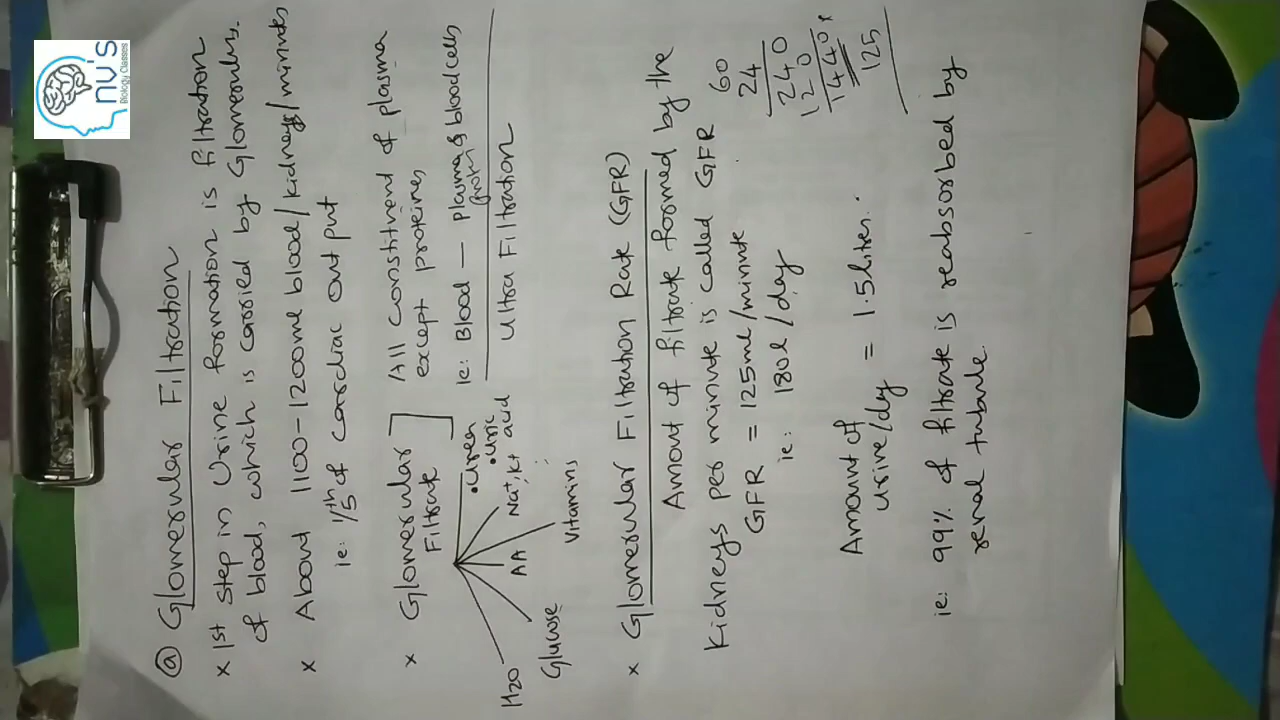 nu's
Biology Classes
ⓐ Glomerular Filtration
x 1st step in Urine formation is filtration
of blood, which is carried by Glomerulus.
x About 1100-1200ml blood/kidneys/minutes
ie: 1/5th of cardiac out put
x Glomerular Filtrate
All constituent of plasma
except proteines
ie: Blood — plasma & blood cells
protein
Ultra Filtration
H2O
Glucose
AA
Vitamins
Na+, K+
•Urea
•Uric acid
x Glomerular Filtration Rate (GFR)
Amount of filtrate formed by the
Kidneys per minute is called GFR
GFR = 125ml/minute
ie: 180l/day
60
24
240
120
1440x
125
Amount of
urine/day = 1.5 liter.
ie: 99% of filtrate is reabsorbed by
renal tubule.